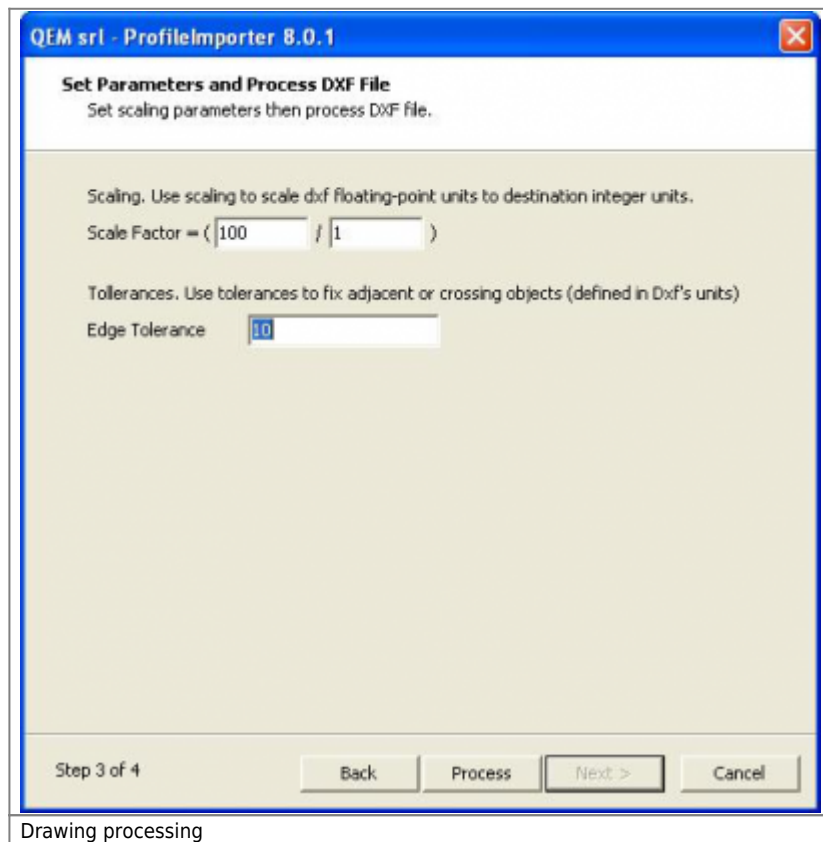 QEM srl - ProfileImporter 8.0.1
Set Parameters and Process DXF File
Set scaling parameters then process DXF file.
Scaling. Use scaling to scale dxf floating-point units to destination integer units.
Scale Factor = ( 100 / 1 )
Tollerances. Use tolerances to fix adjacent or crossing objects (defined in Dxf's units)
Edge Tolerance 10
Step 3 of 4 Back Process Next > Cancel
Drawing processing